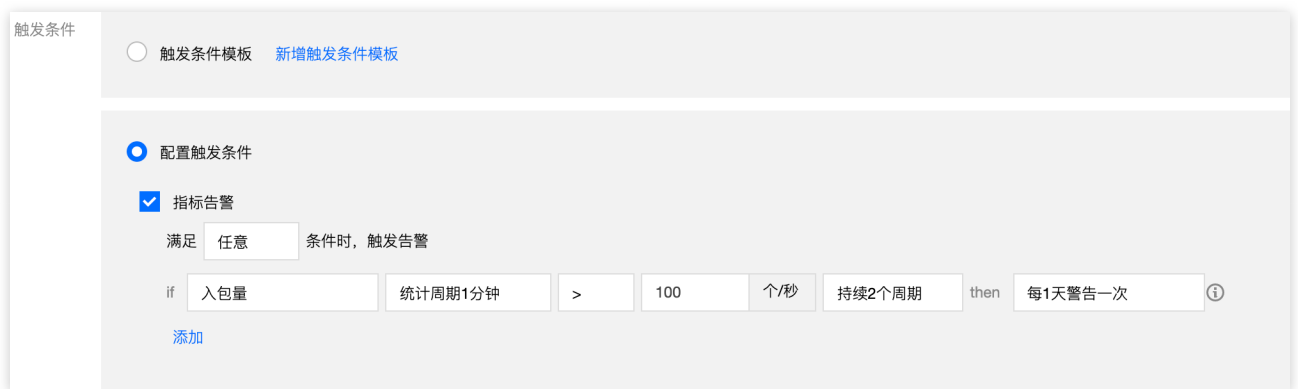 触发条件
触发条件模板 新增触发条件模板
配置触发条件
指标告警
满足 任意 条件时，触发告警
if 入包量 统计周期1分钟 > 100 个/秒 持续2个周期 then 每1天警告一次
添加